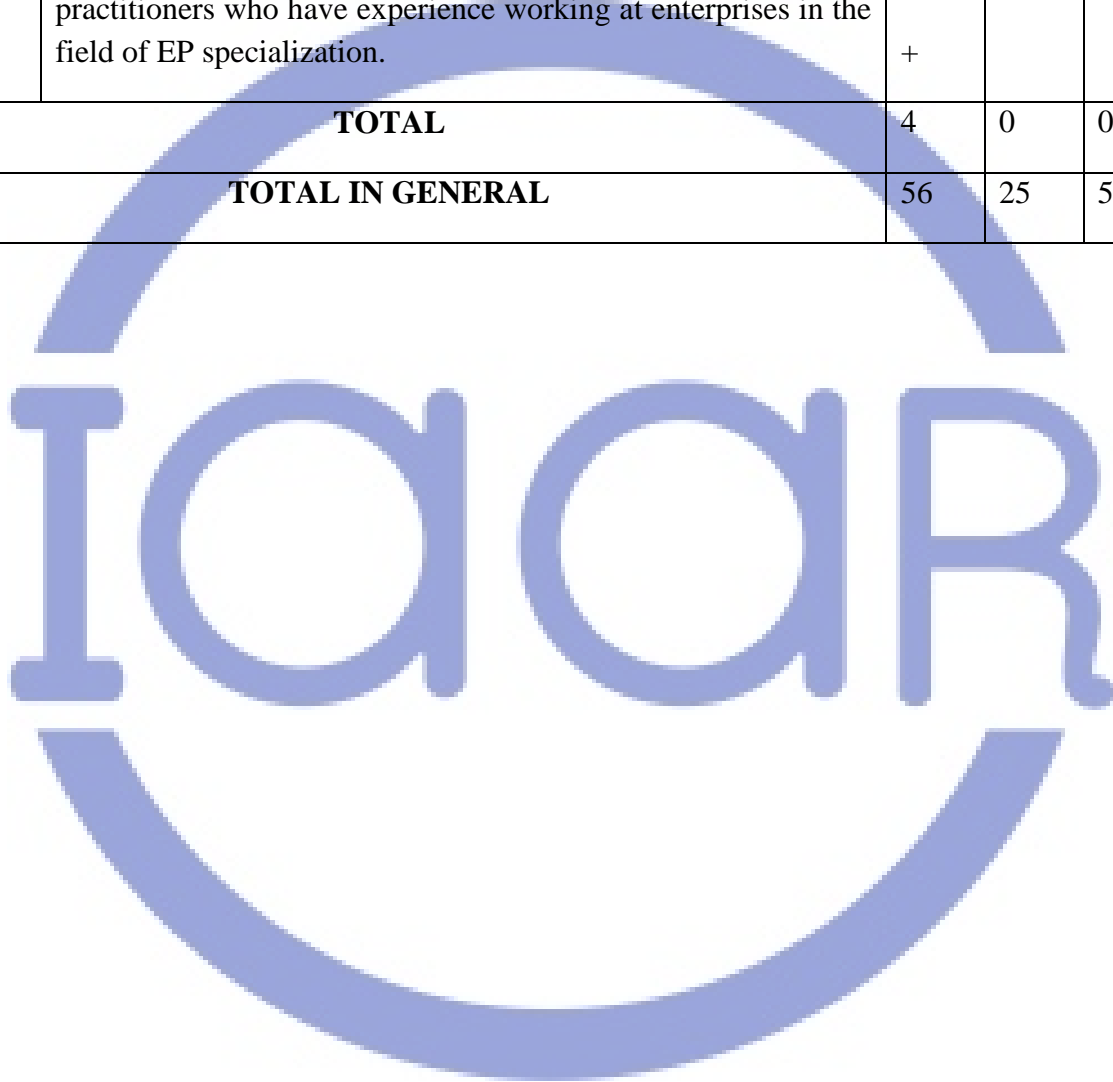 practitioners who have experience working at enterprises in the
field of EP specialization. +
TOTAL 4 0 0
TOTAL IN GENERAL 56 25 5
IAAR